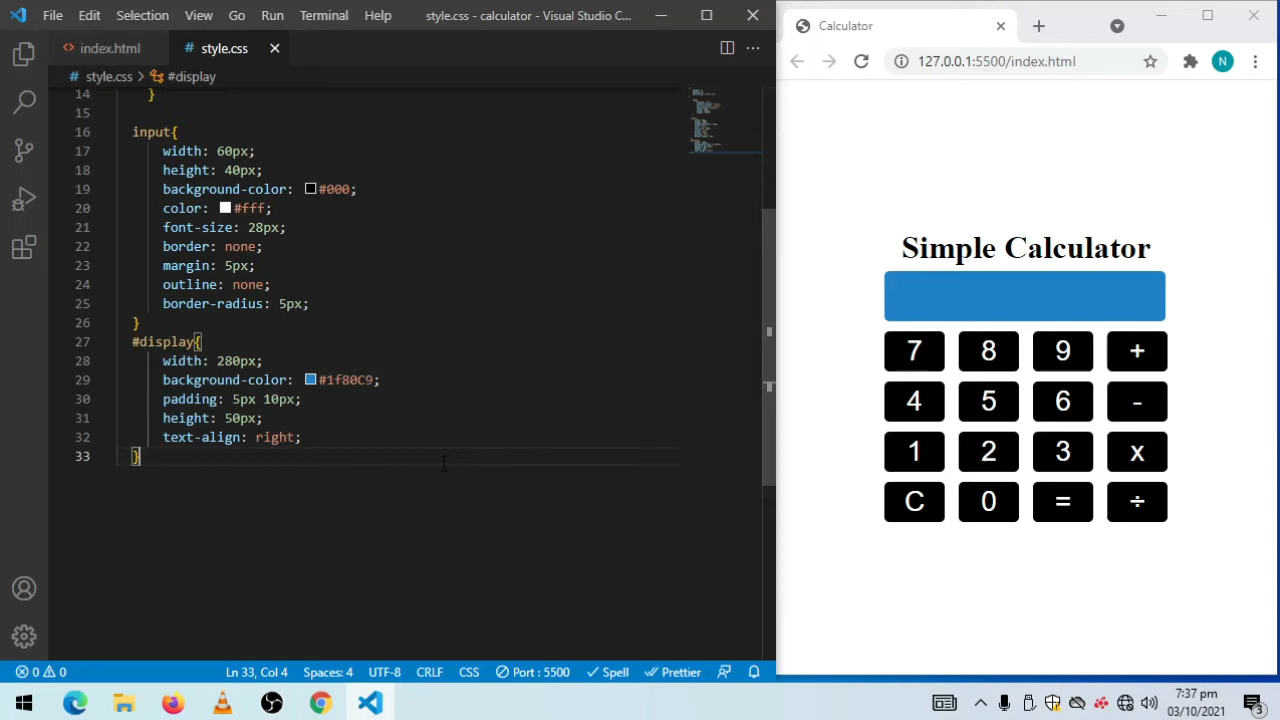 File Edit Selection View Go Run Terminal Help style.css - calculator - Visual Studio C...
index.html style.css
# style.css > #display
14 }
15
16 input{
17 width: 60px;
18 height: 40px;
19 background-color: #000;
20 color: #fff;
21 font-size: 28px;
22 border: none;
23 margin: 5px;
24 outline: none;
25 border-radius: 5px;
26 }
27 #display{
28 width: 280px;
29 background-color: #1f80C9;
30 padding: 5px 10px;
31 height: 50px;
32 text-align: right;
33 }
0 0 Ln 33, Col 4 Spaces: 4 UTF-8 CRLF CSS Port : 5500 Spell Prettier
Calculator
127.0.0.1:5500/index.html N
Simple Calculator
7 8 9 +
4 5 6 -
1 2 3 x
C 0 = ÷
7:37 pm
03/10/2021
3